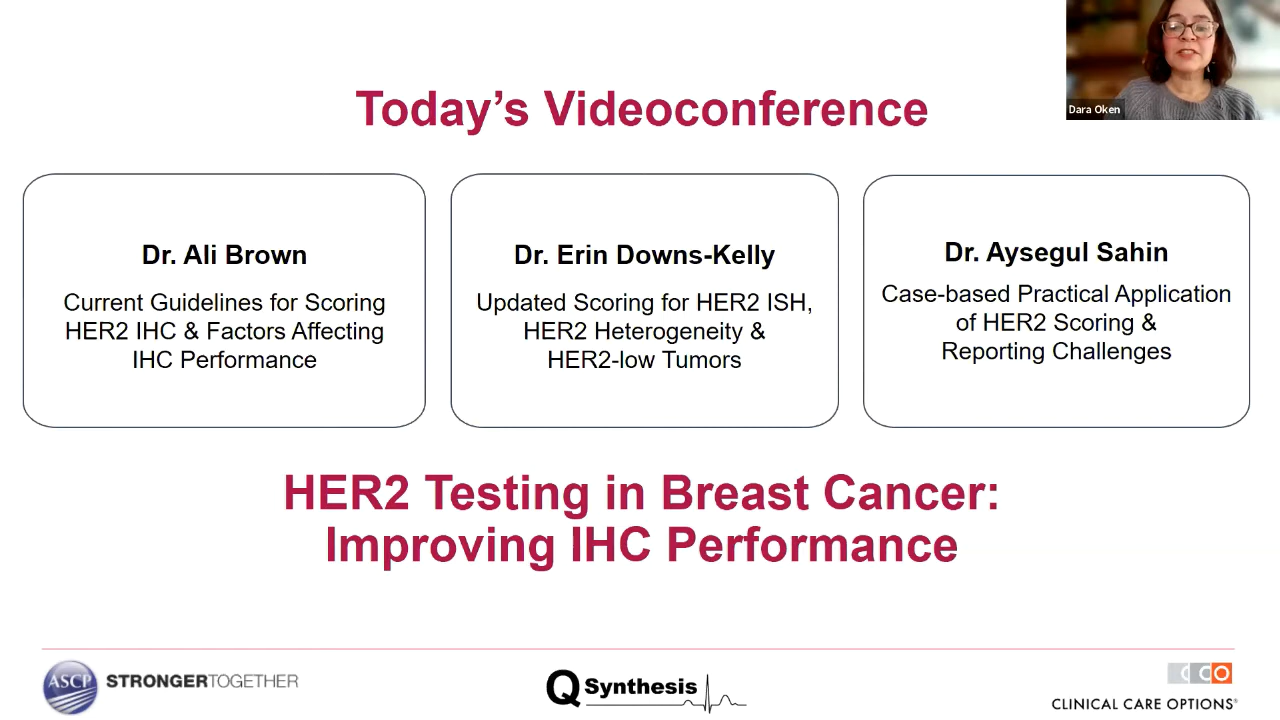 Today's Videoconference
Dara Oken
Dr. Ali Brown
Current Guidelines for Scoring
HER2 IHC & Factors Affecting
IHC Performance
Dr. Erin Downs-Kelly
Updated Scoring for HER2 ISH,
HER2 Heterogeneity &
HER2-low Tumors
Dr. Aysegul Sahin
Case-based Practical Application
of HER2 Scoring &
Reporting Challenges
HER2 Testing in Breast Cancer:
Improving IHC Performance
ASCP STRONGERTOGETHER
Q Synthesis
CCO
CLINICAL CARE OPTIONS®